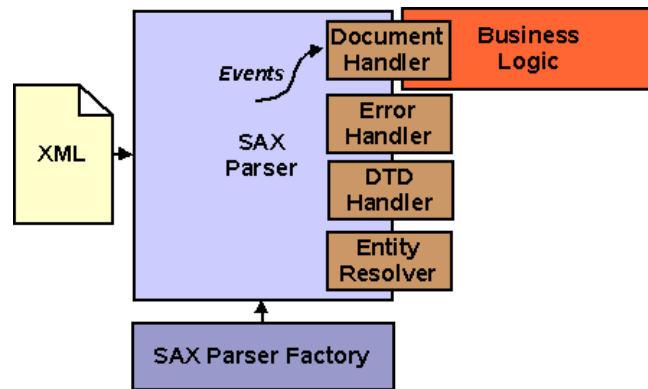 Document
Handler
Business
Logic
Events
Error
Handler
XML
SAX
Parser
DTD
Handler
Entity
Resolver
SAX Parser Factory